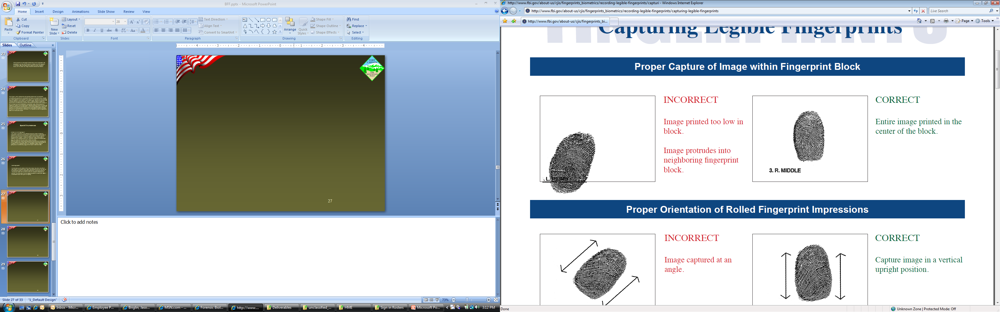 BFF.pptx - Microsoft PowerPoint
Home Insert Design Animations Slide Show Review View
Paste
Cut
Copy
Format Painter
Clipboard
New Slide
Layout
Reset
Delete
Slides
28
B I U abc S AV Aa A
Font
Paragraph
Text Direction
Align Text
Convert to SmartArt
Arrange
Quick Styles
Shape Fill
Shape Outline
Shape Effects
Drawing
Find
Replace
Select
Editing
Slides Outline
23
24
25
Special Circumstances
26
27
28
29
FORT
CARSON
THE
MOUNTAIN
POST
27
Click to add notes
Slide 27 of 33 "1_Default Design" 73%
Inbox - Micr... Employee P... Briglin, Jaso... MSN.com - ... Forensic Biol... http://www.... Deliverables unclassified_... HME Sign in Rosters Microsoft Po... 3:12 PM
http://www.fbi.gov/about-us/cjis/fingerprints_biometrics/recording-legible-fingerprints/capturi - Windows Internet Explorer
http://www.fbi.gov/about-us/cjis/fingerprints_biometrics/recording-legible-fingerprints/capturing-legible-fingerprints
Live Search
http://www.fbi.gov/about-us/cjis/fingerprints_bi...
Page Tools
FINGERPRINTS
Capturing Legible Fingerprints
Proper Capture of Image within Fingerprint Block
INCORRECT
Image printed too low in
block.
Image protrudes into
neighboring fingerprint
block.
3. R. MIDDLE
CORRECT
Entire image printed in the
center of the block.
Proper Orientation of Rolled Fingerprint Impressions
INCORRECT
Image captured at an
angle.
CORRECT
Capture image in a vertical
upright position.
Done
Unknown Zone | Protected Mode: Off